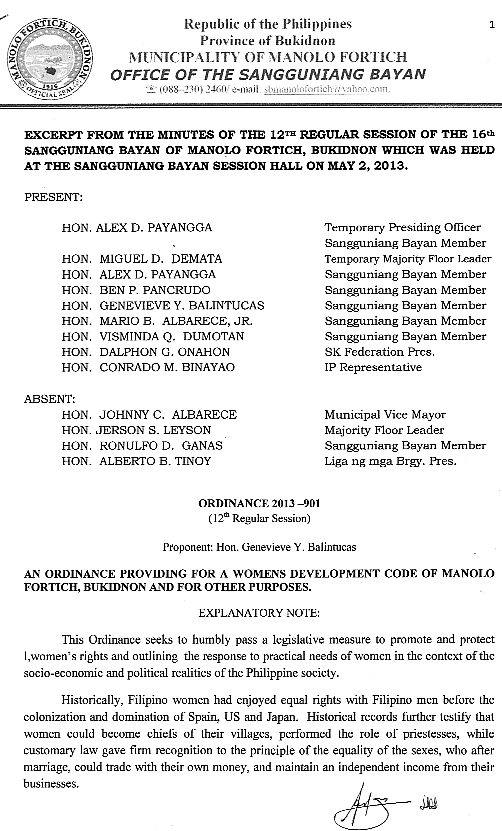 Republic of the Philippines
1
Province of Bukidnon
MUNICIPALITY OF MANOLO FORTICH
OFFICE OF THE SANGGUNIANG BAYAN
☏ (088-230) 2460/ e-mail: sbmanolofortich@yahoo.com.
MANOLO FORTICH, BUKIDNON
OFFICIAL SEAL
EXCERPT FROM THE MINUTES OF THE 12TH REGULAR SESSION OF THE 16th
SANGGUNIANG BAYAN OF MANOLO FORTICH, BUKIDNON WHICH WAS HELD
AT THE SANGGUNIANG BAYAN SESSION HALL ON MAY 2, 2013.
PRESENT:
HON. ALEX D. PAYANGGA Temporary Presiding Officer
Sangguniang Bayan Member
HON. MIGUEL D. DEMATA Temporary Majority Floor Leader
HON. ALEX D. PAYANGGA Sangguniang Bayan Member
HON. BEN P. PANCRUDO Sangguniang Bayan Member
HON. GENEVIEVE Y. BALINTUCAS Sangguniang Bayan Member
HON. MARIO B. ALBARECE, JR. Sangguniang Bayan Member
HON. VISMINDA Q. DUMOTAN Sangguniang Bayan Member
HON. DALPHON G. ONAHON SK Federation Pres.
HON. CONRADO M. BINAYAO IP Representative
ABSENT:
HON. JOHNNY C. ALBARECE Municipal Vice Mayor
HON. JERSON S. LEYSON Majority Floor Leader
HON. RONULFO D. GANAS Sangguniang Bayan Member
HON. ALBERTO B. TINOY Liga ng mga Brgy. Pres.
ORDINANCE 2013 –901
(12th Regular Session)
Proponent: Hon. Genevieve Y. Balintucas
AN ORDINANCE PROVIDING FOR A WOMENS DEVELOPMENT CODE OF MANOLO
FORTICH, BUKIDNON AND FOR OTHER PURPOSES.
EXPLANATORY NOTE:
This Ordinance seeks to humbly pass a legislative measure to promote and protect
l,women's rights and outlining the response to practical needs of women in the context of the
socio-economic and political realities of the Philippine society.
Historically, Filipino women had enjoyed equal rights with Filipino men before the
colonization and domination of Spain, US and Japan. Historical records further testify that
women could become chiefs of their villages, performed the role of priestesses, while
customary law gave firm recognition to the principle of the equality of the sexes, who after
marriage, could trade with their own money, and maintain an independent income from their
businesses.